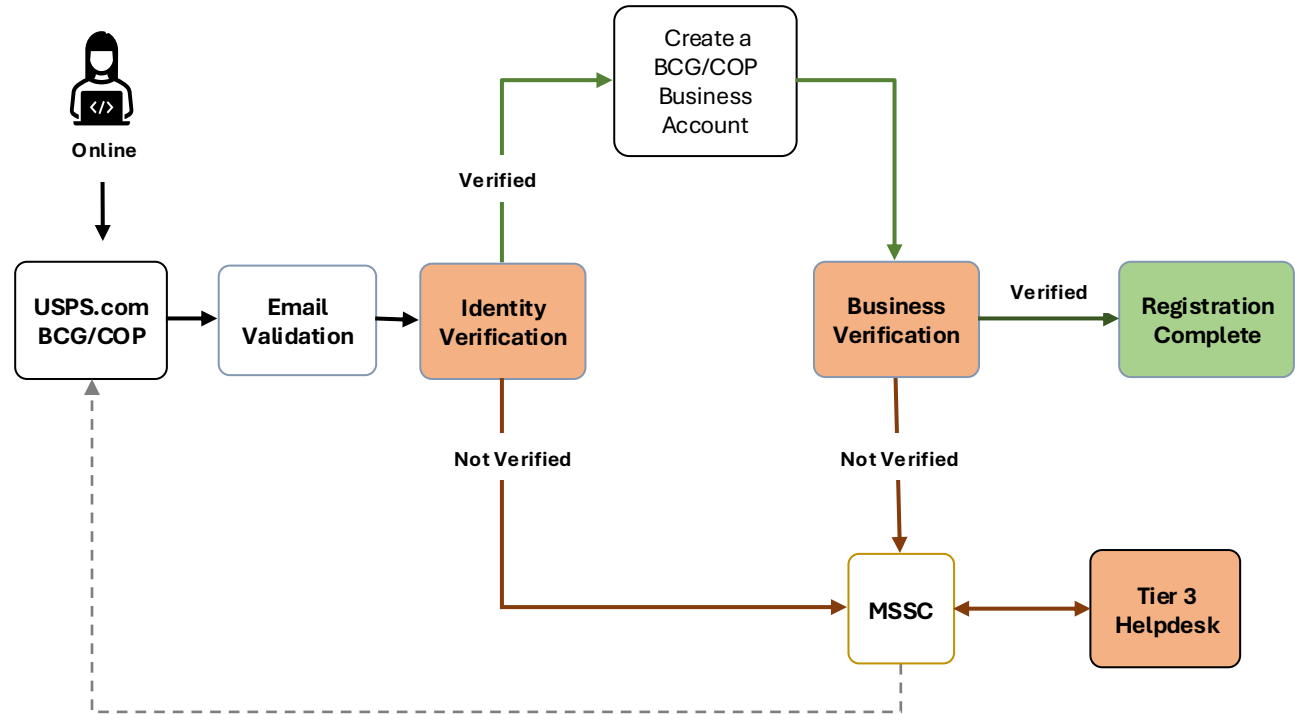 Create a
BCG/COP
Business
Account
</>
Online
Verified
USPS.com
BCG/COP
Email
Validation
Identity
Verification
Business
Verification
Verified
Registration
Complete
Not Verified
Not Verified
MSSC
Tier 3
Helpdesk